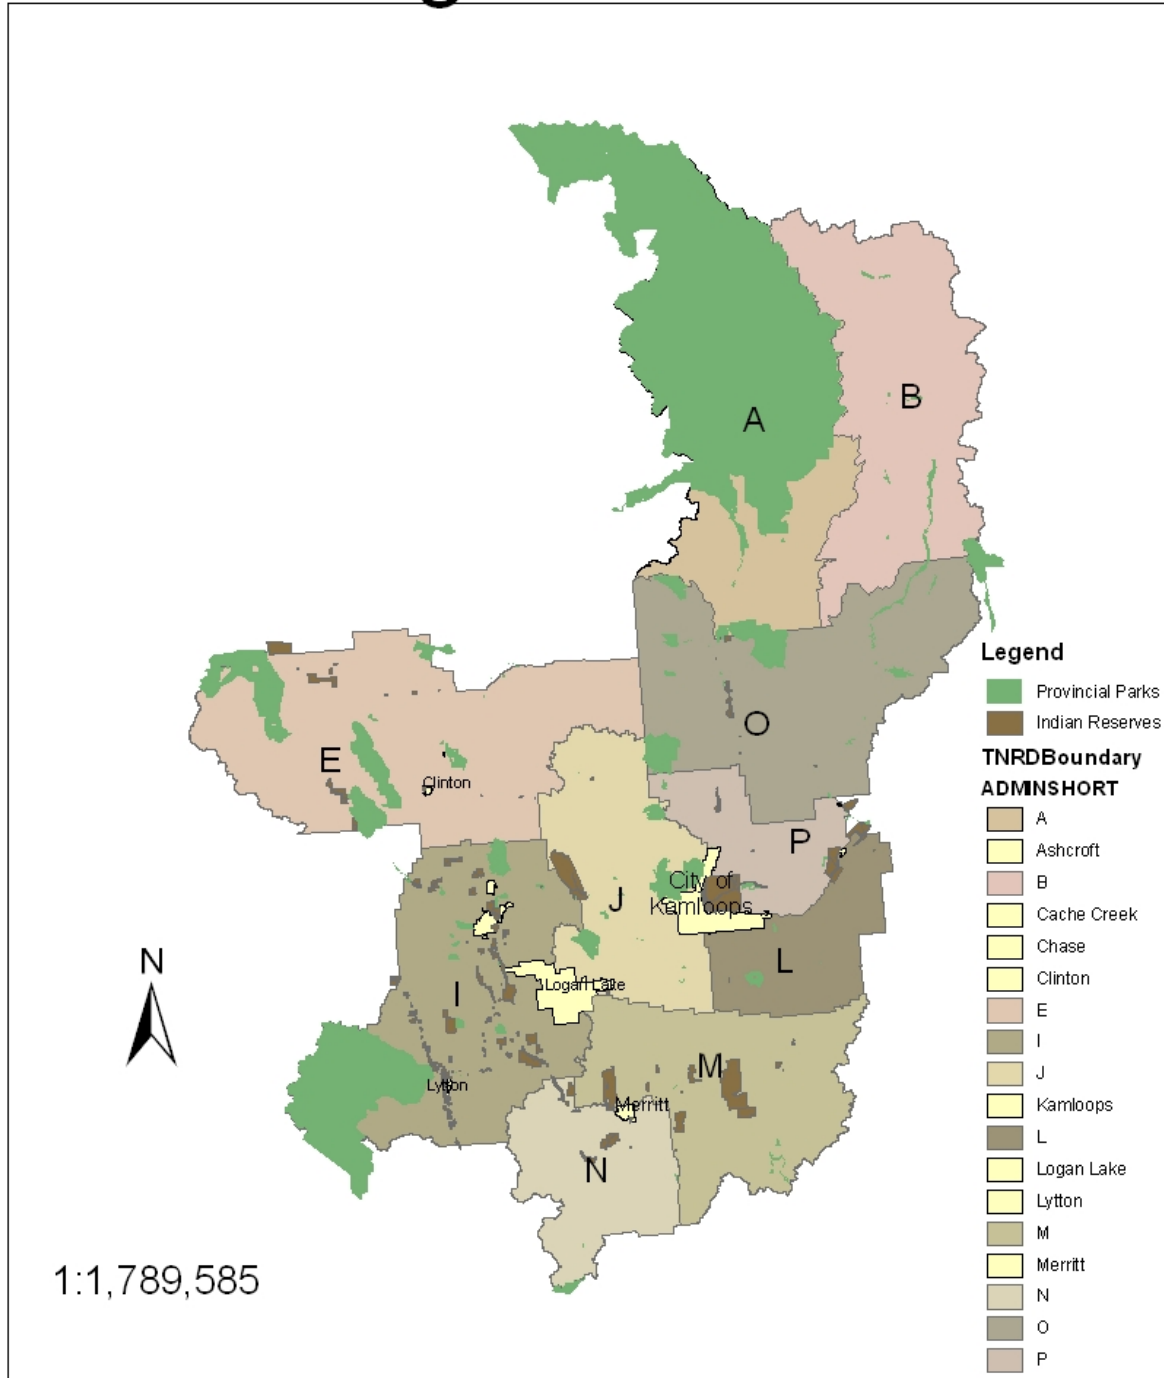 A
B
E
Clinton
O
P
City of
Kamloops
J
L
I
Logan Lake
M
Lytton
Merritt
N
N
1:1,789,585
Legend
Provincial Parks
Indian Reserves
TNRDBoundary
ADMINSHORT
A
Ashcroft
B
Cache Creek
Chase
Clinton
E
I
J
Kamloops
L
Logan Lake
Lytton
M
Merritt
N
O
P